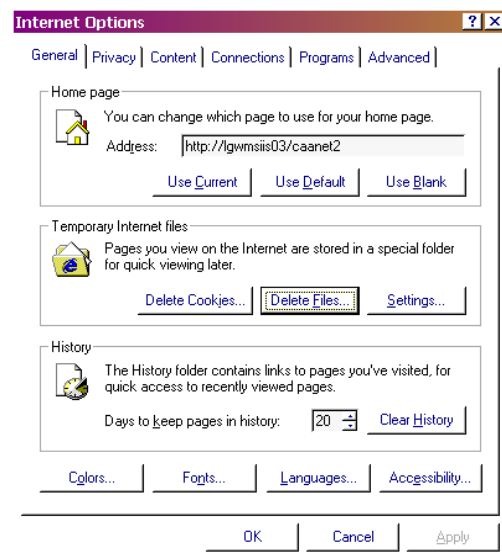 Internet Options ? X
General Privacy Content Connections Programs Advanced
Home page
You can change which page to use for your home page.
Address: http://lgwmsiis03/caanet2
Use Current Use Default Use Blank
Temporary Internet files
Pages you view on the Internet are stored in a special folder
for quick viewing later.
Delete Cookies... Delete Files... Settings...
History
The History folder contains links to pages you've visited, for
quick access to recently viewed pages.
Days to keep pages in history: 20 Clear History
Colors... Fonts... Languages... Accessibility...
OK Cancel Apply